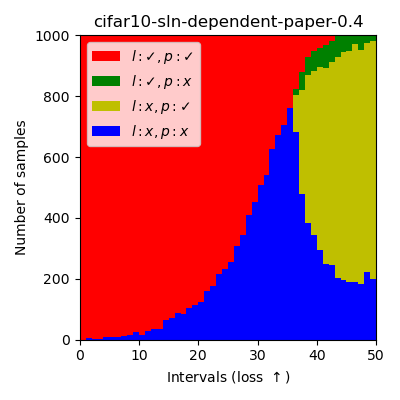 cifar10-sln-dependent-paper-0.4
1000
800
600
400
200
0
Number of samples
l : ✓, p : ✓
l : ✓, p : x
l : x, p : ✓
l : x, p : x
0 10 20 30 40 50
Intervals (loss ↑)